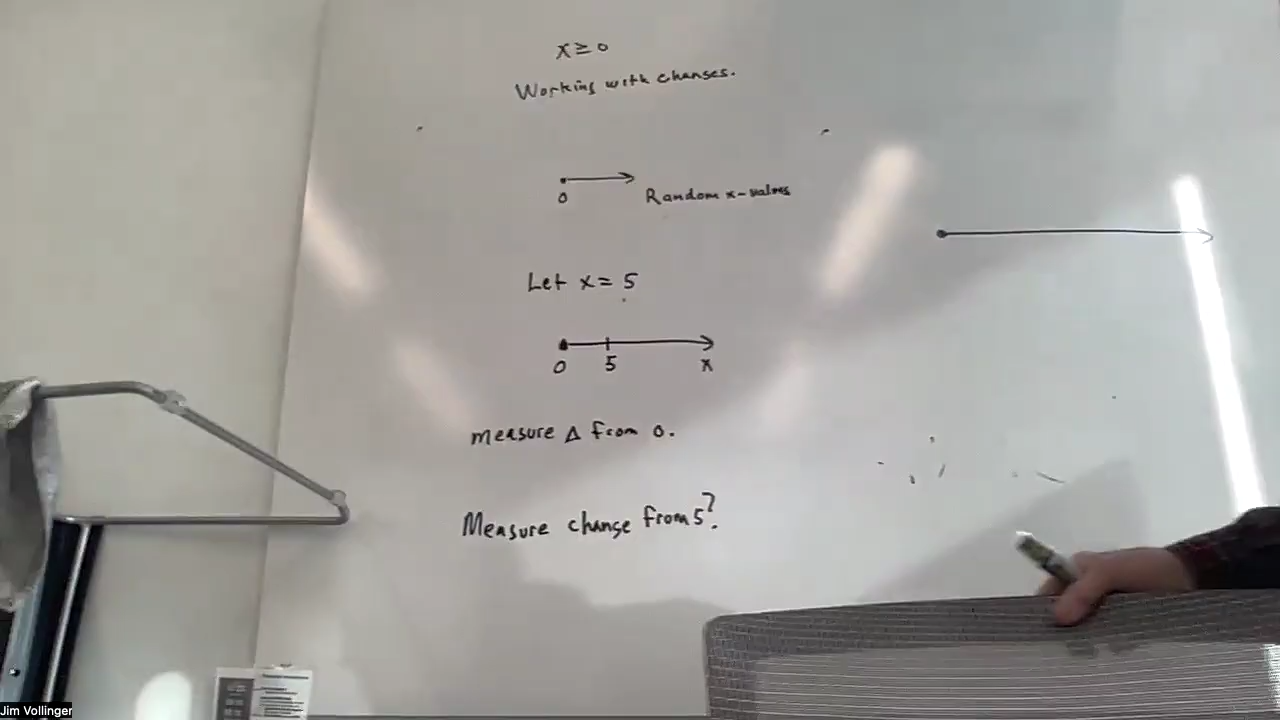 x ≥ 0
Working with changes.
0
Random x-values
Let x = 5
0 5 x
measure Δ from 0.
Measure change from 5?
Jim Vollinger